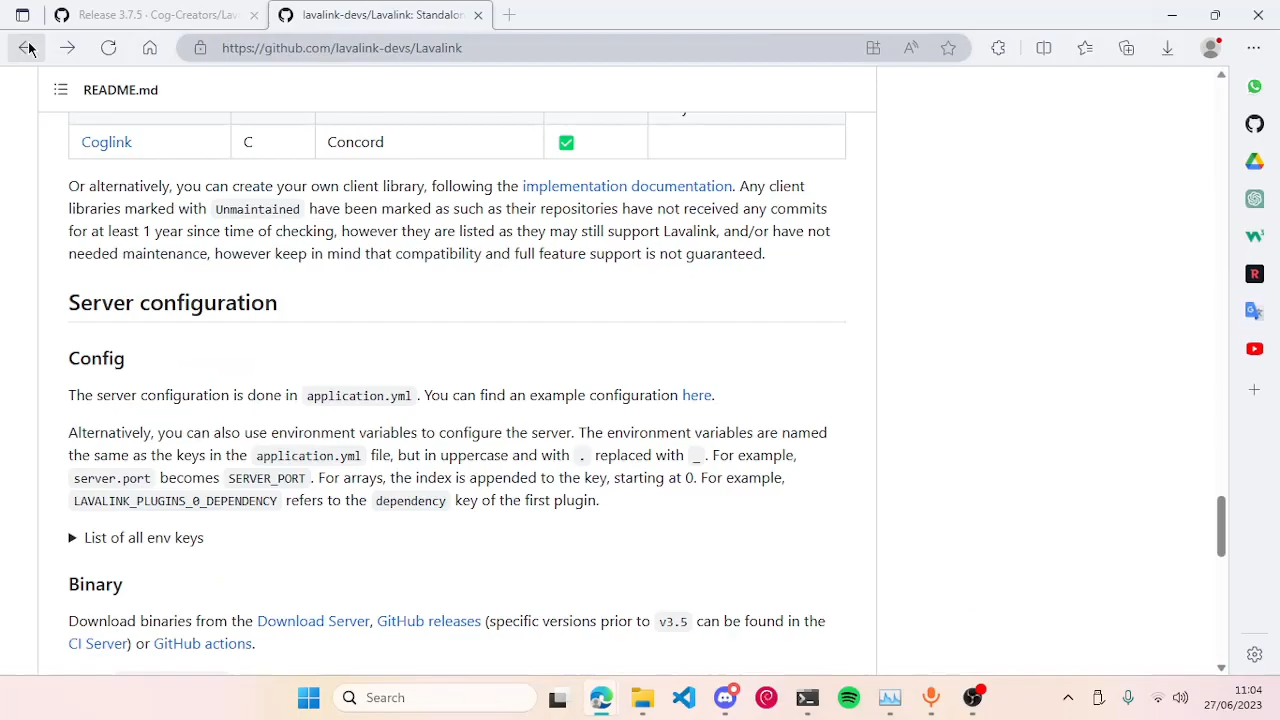 Release 3.7.5 - Cog-Creators/Lav
lavalink-devs/Lavalink: Standalon
https://github.com/lavalink-devs/Lavalink
README.md
Coglink C Concord
Or alternatively, you can create your own client library, following the implementation documentation. Any client
libraries marked with Unmaintained have been marked as such as their repositories have not received any commits
for at least 1 year since time of checking, however they are listed as they may still support Lavalink, and/or have not
needed maintenance, however keep in mind that compatibility and full feature support is not guaranteed.
Server configuration
Config
The server configuration is done in application.yml. You can find an example configuration here.
Alternatively, you can also use environment variables to configure the server. The environment variables are named
the same as the keys in the application.yml file, but in uppercase and with . replaced with _. For example,
server.port becomes SERVER_PORT. For arrays, the index is appended to the key, starting at 0. For example,
LAVALINK_PLUGINS_0_DEPENDENCY refers to the dependency key of the first plugin.
List of all env keys
Binary
Download binaries from the Download Server, GitHub releases (specific versions prior to v3.5 can be found in the
CI Server) or GitHub actions.
Search
11:04
27/06/2023